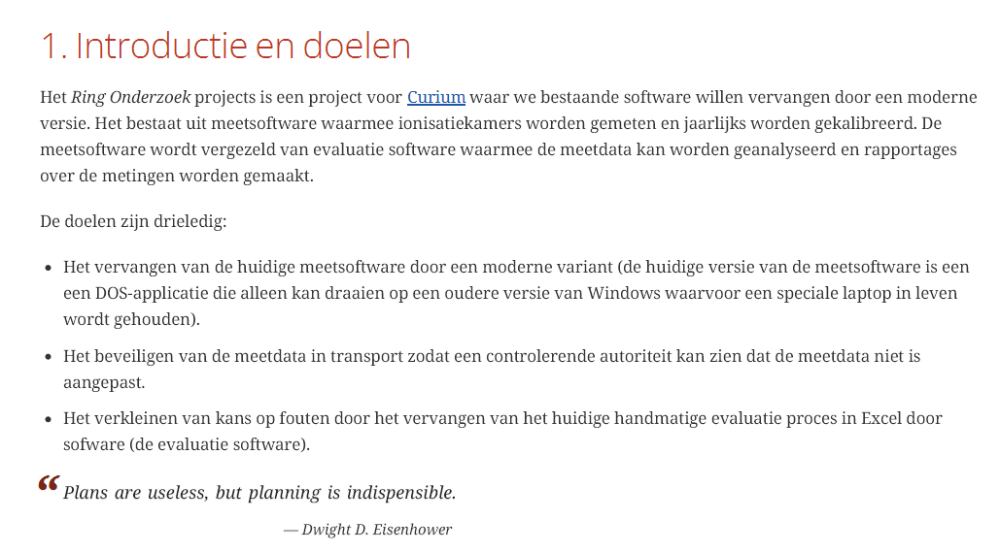 1. Introductie en doelen
Het Ring Onderzoek projects is een project voor Curium waar we bestaande software willen vervangen door een moderne
versie. Het bestaat uit meetsoftware waarmee ionisatiekamers worden gemeten en jaarlijks worden gekalibreerd. De
meetsoftware wordt vergezeld van evaluatie software waarmee de meetdata kan worden geanalyseerd en rapportages
over de metingen worden gemaakt.
De doelen zijn drieledig:
• Het vervangen van de huidige meetsoftware door een moderne variant (de huidige versie van de meetsoftware is een
een DOS-applicatie die alleen kan draaien op een oudere versie van Windows waarvoor een speciale laptop in leven
wordt gehouden).
• Het beveiligen van de meetdata in transport zodat een controlerende autoriteit kan zien dat de meetdata niet is
aangepast.
• Het verkleinen van kans op fouten door het vervangen van het huidige handmatige evaluatie proces in Excel door
sofware (de evaluatie software).
“ Plans are useless, but planning is indispensible.
— Dwight D. Eisenhower